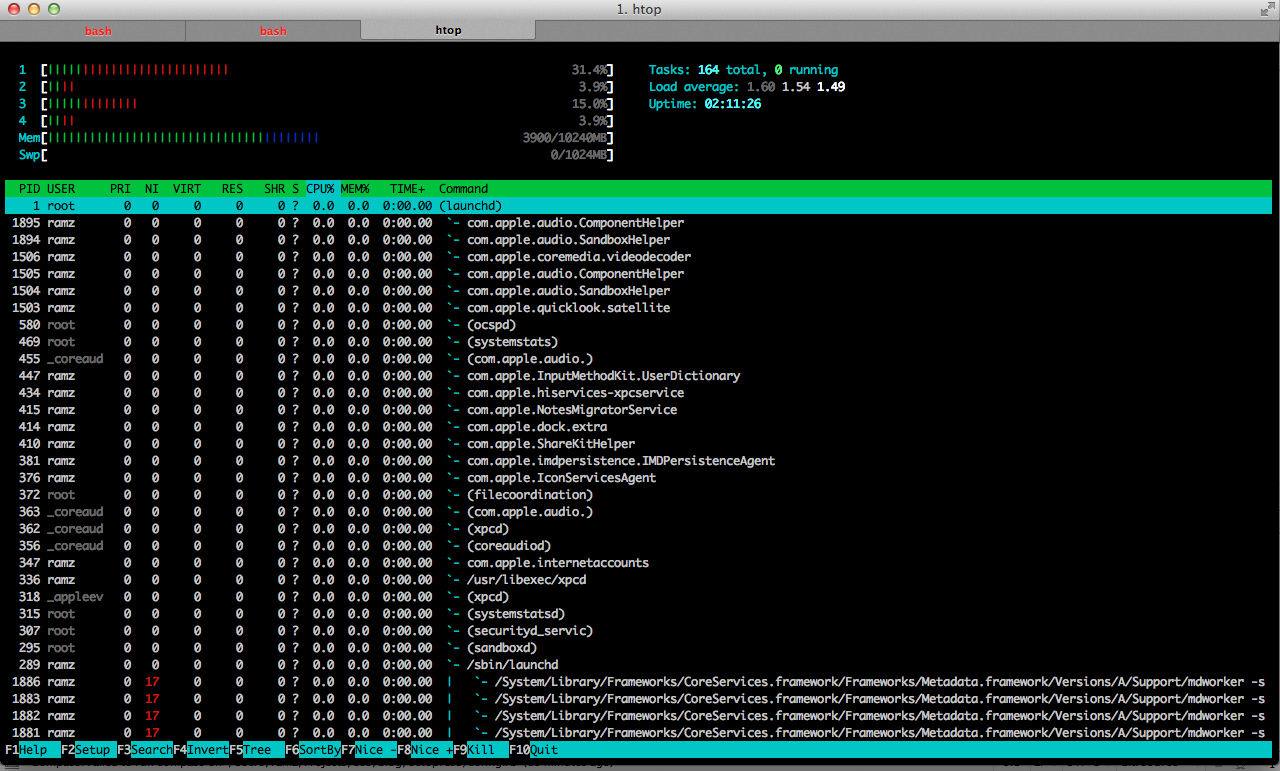 1. htop
bash bash htop
1 [||||||||||||||||||||||||||| 31.4%] Tasks: 164 total, 0 running
2 [|||| 3.9%] Load average: 1.60 1.54 1.49
3 [||||||||||||| 15.0%] Uptime: 02:11:26
4 [|||| 3.9%]
Mem[||||||||||||||||||||||||||||||||||||||| 3900/10240MB]
Swp[ 0/1024MB]
PID USER PRI NI VIRT RES SHR S CPU% MEM% TIME+ Command
1 root 0 0 0 0 0 ? 0.0 0.0 0:00.00 (launchd)
1895 ramz 0 0 0 0 0 ? 0.0 0.0 0:00.00 `- com.apple.audio.ComponentHelper
1894 ramz 0 0 0 0 0 ? 0.0 0.0 0:00.00 `- com.apple.audio.SandboxHelper
1506 ramz 0 0 0 0 0 ? 0.0 0.0 0:00.00 `- com.apple.coremedia.videodecoder
1505 ramz 0 0 0 0 0 ? 0.0 0.0 0:00.00 `- com.apple.audio.ComponentHelper
1504 ramz 0 0 0 0 0 ? 0.0 0.0 0:00.00 `- com.apple.audio.SandboxHelper
1503 ramz 0 0 0 0 0 ? 0.0 0.0 0:00.00 `- com.apple.quicklook.satellite
580 root 0 0 0 0 0 ? 0.0 0.0 0:00.00 `- (ocspd)
469 root 0 0 0 0 0 ? 0.0 0.0 0:00.00 `- (systemstats)
455 _coreaud 0 0 0 0 0 ? 0.0 0.0 0:00.00 `- (com.apple.audio.)
447 ramz 0 0 0 0 0 ? 0.0 0.0 0:00.00 `- com.apple.InputMethodKit.UserDictionary
434 ramz 0 0 0 0 0 ? 0.0 0.0 0:00.00 `- com.apple.hiservices-xpcservice
415 ramz 0 0 0 0 0 ? 0.0 0.0 0:00.00 `- com.apple.NotesMigratorService
414 ramz 0 0 0 0 0 ? 0.0 0.0 0:00.00 `- com.apple.dock.extra
410 ramz 0 0 0 0 0 ? 0.0 0.0 0:00.00 `- com.apple.ShareKitHelper
381 ramz 0 0 0 0 0 ? 0.0 0.0 0:00.00 `- com.apple.imdpersistence.IMDPersistenceAgent
376 ramz 0 0 0 0 0 ? 0.0 0.0 0:00.00 `- com.apple.IconServicesAgent
372 root 0 0 0 0 0 ? 0.0 0.0 0:00.00 `- (filecoordination)
363 _coreaud 0 0 0 0 0 ? 0.0 0.0 0:00.00 `- (com.apple.audio.)
362 _coreaud 0 0 0 0 0 ? 0.0 0.0 0:00.00 `- (xpcd)
356 _coreaud 0 0 0 0 0 ? 0.0 0.0 0:00.00 `- (coreaudiod)
347 ramz 0 0 0 0 0 ? 0.0 0.0 0:00.00 `- com.apple.internetaccounts
336 ramz 0 0 0 0 0 ? 0.0 0.0 0:00.00 `- /usr/libexec/xpcd
318 _appleev 0 0 0 0 0 ? 0.0 0.0 0:00.00 `- (xpcd)
315 root 0 0 0 0 0 ? 0.0 0.0 0:00.00 `- (systemstatsd)
307 root 0 0 0 0 0 ? 0.0 0.0 0:00.00 `- (securityd_servic)
295 root 0 0 0 0 0 ? 0.0 0.0 0:00.00 `- (sandboxd)
289 ramz 0 0 0 0 0 ? 0.0 0.0 0:00.00 `- /sbin/launchd
1886 ramz 0 17 0 0 0 ? 0.0 0.0 0:00.00 | `- /System/Library/Frameworks/CoreServices.framework/Frameworks/Metadata.framework/Versions/A/Support/mdworker -s
1883 ramz 0 17 0 0 0 ? 0.0 0.0 0:00.00 | `- /System/Library/Frameworks/CoreServices.framework/Frameworks/Metadata.framework/Versions/A/Support/mdworker -s
1882 ramz 0 17 0 0 0 ? 0.0 0.0 0:00.00 | `- /System/Library/Frameworks/CoreServices.framework/Frameworks/Metadata.framework/Versions/A/Support/mdworker -s
1881 ramz 0 17 0 0 0 ? 0.0 0.0 0:00.00 | `- /System/Library/Frameworks/CoreServices.framework/Frameworks/Metadata.framework/Versions/A/Support/mdworker -s
F1Help F2Setup F3SearchF4InvertF5Tree F6SortByF7Nice -F8Nice +F9Kill F10Quit